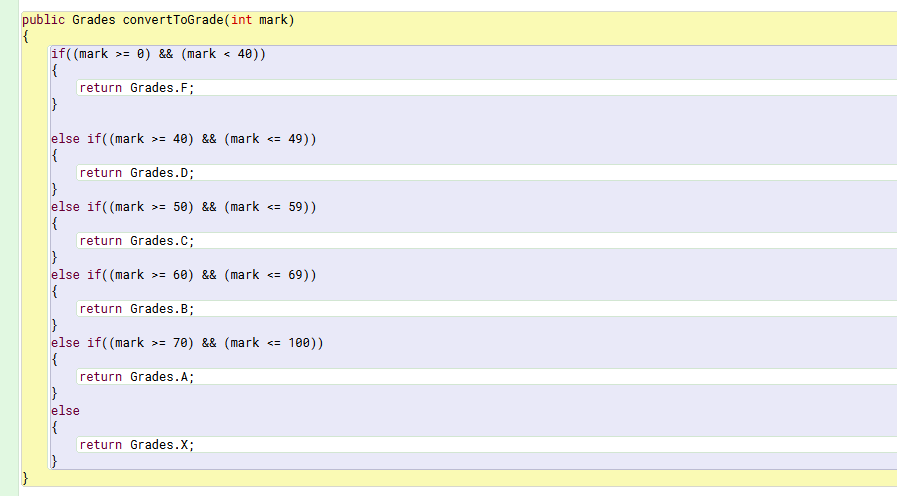 public Grades convertToGrade(int mark)
{
if((mark >= 0) && (mark < 40))
{
return Grades.F;
}
else if((mark >= 40) && (mark <= 49))
{
return Grades.D;
}
else if((mark >= 50) && (mark <= 59))
{
return Grades.C;
}
else if((mark >= 60) && (mark <= 69))
{
return Grades.B;
}
else if((mark >= 70) && (mark <= 100))
{
return Grades.A;
}
else
{
return Grades.X;
}
}